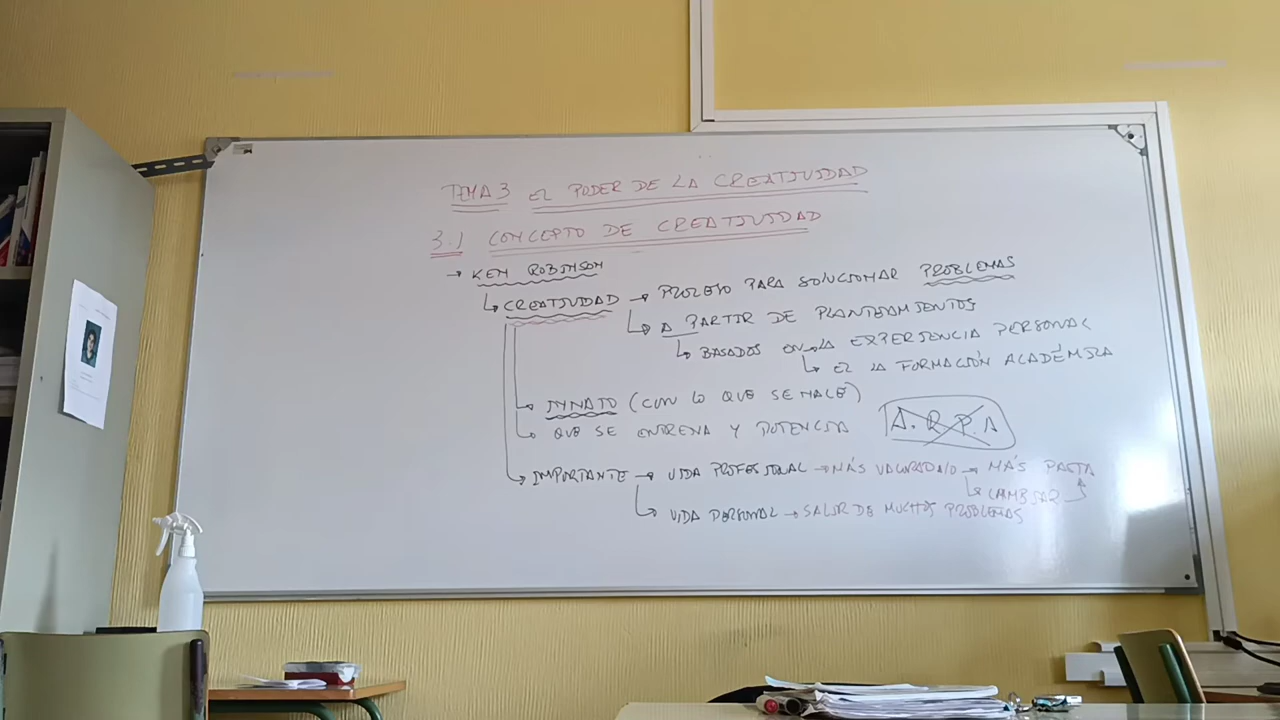 TEMA 3 EL PODER DE LA CREATIVIDAD
3.1 CONCEPTO DE CREATIVIDAD
→ KEN ROBINSON
↳ CREATIVIDAD → PROCESO PARA SOLUCIONAR PROBLEMAS
↳ A PARTIR DE PLANTEAMIENTOS
↳ BASADOS EN → LA EXPERIENCIA PERSONAL
↳ EL LA FORMACIÓN ACADÉMICA
↳ INNATO (CON LO QUE SE NACE)
↳ QUE SE ENTRENA Y POTENCIA
A.R.P.A
↳ IMPORTANTE → VIDA PROFESIONAL → MÁS VALORADA/O → MÁS PASTA
↳ CAMBIAR
↳ VIDA PERSONAL → SALIR DE MUCHOS PROBLEMAS